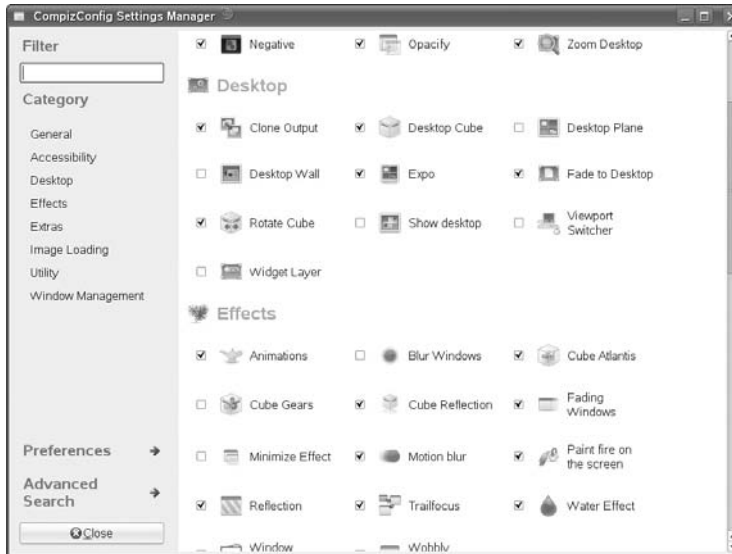 CompizConfig Settings Manager
Filter
Category
General
Accessibility
Desktop
Effects
Extras
Image Loading
Utility
Window Management
Preferences
Advanced
Search
Close
Negative
Opacify
Zoom Desktop
Desktop
Clone Output
Desktop Cube
Desktop Plane
Desktop Wall
Expo
Fade to Desktop
Rotate Cube
Show desktop
Viewport
Switcher
Widget Layer
Effects
Animations
Blur Windows
Cube Atlantis
Cube Gears
Cube Reflection
Fading
Windows
Minimize Effect
Motion blur
Paint fire on
the screen
Reflection
Trailfocus
Water Effect
Window
Wobbly